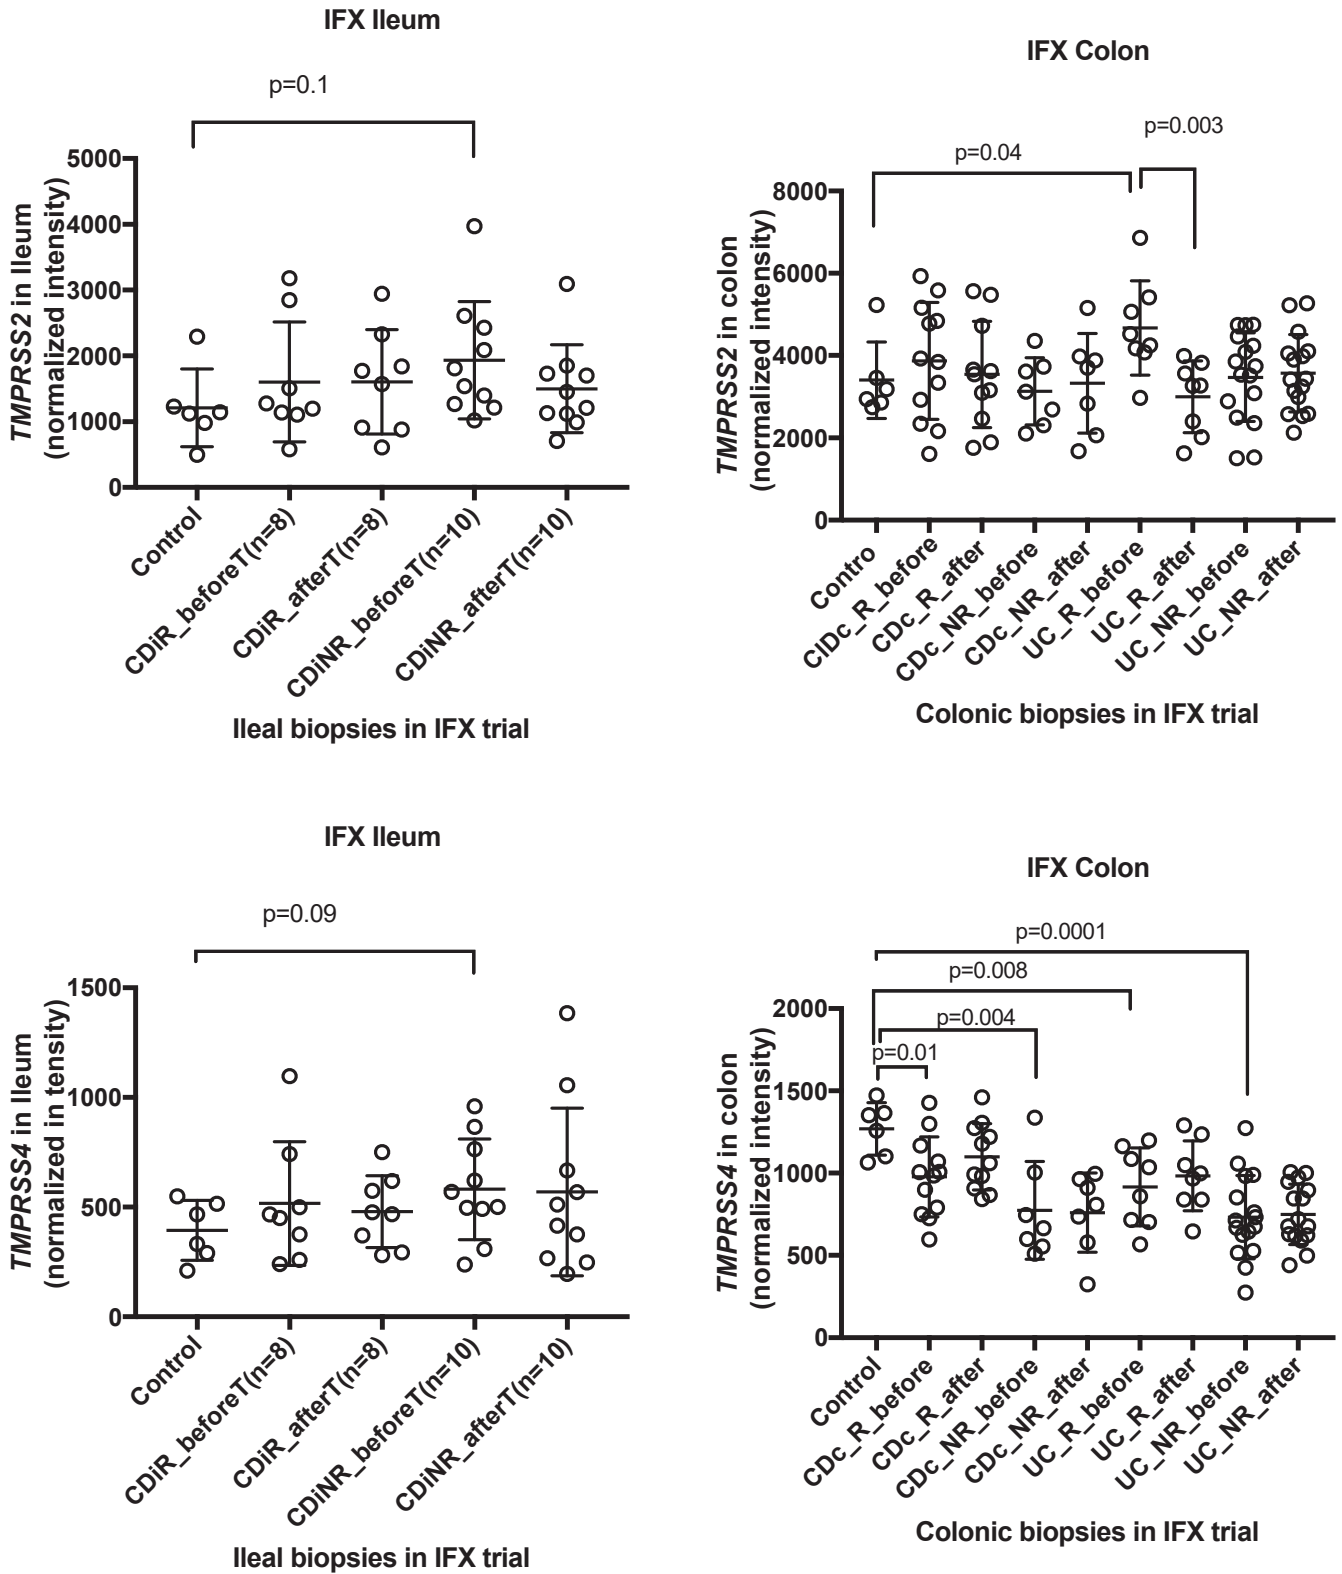 IFX Ileum
p=0.1
TMPRSS2 in Ileum
(normalized intensity)
5000
4000
3000
2000
1000
0
Control
CDiR_beforeT(n=8)
CDiR_afterT(n=8)
CDiNR_beforeT(n=10)
CDiNR_afterT(n=10)
Ileal biopsies in IFX trial
IFX Colon
p=0.003
p=0.04
TMPRSS2 in colon
(normalized intensity)
8000
6000
4000
2000
0
Contro
CIDc_R_before
CDc_R_after
CDc_NR_before
CDc_NR_after
UC_R_before
UC_R_after
UC_NR_before
UC_NR_after
Colonic biopsies in IFX trial
IFX Ileum
p=0.09
TMPRSS4 in Ileum
(normalized in tensity)
1500
1000
500
0
Control
CDiR_beforeT(n=8)
CDiR_afterT(n=8)
CDiNR_beforeT(n=10)
CDiNR_afterT(n=10)
Ileal biopsies in IFX trial
IFX Colon
p=0.0001
p=0.008
p=0.004
p=0.01
TMPRSS4 in colon
(normalized intensity)
2000
1500
1000
500
0
Control
CDc_R_before
CDc_R_after
CDc_NR_before
CDc_NR_after
UC_R_before
UC_R_after
UC_NR_before
UC_NR_after
Colonic biopsies in IFX trial